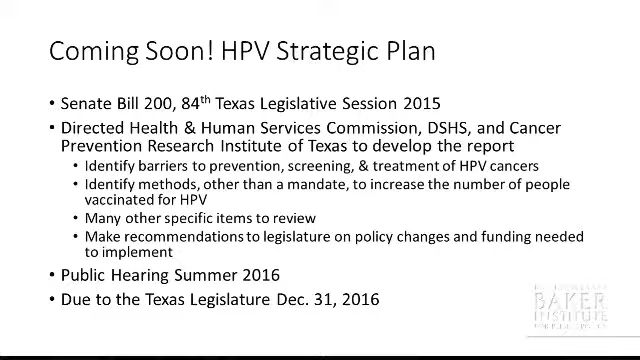 Coming Soon! HPV Strategic Plan
• Senate Bill 200, 84th Texas Legislative Session 2015
• Directed Health & Human Services Commission, DSHS, and Cancer
Prevention Research Institute of Texas to develop the report
• Identify barriers to prevention, screening, & treatment of HPV cancers
• Identify methods, other than a mandate, to increase the number of people
vaccinated for HPV
• Many other specific items to review
• Make recommendations to legislature on policy changes and funding needed
to implement
• Public Hearing Summer 2016
• Due to the Texas Legislature Dec. 31, 2016
BAKER
INSTITUTE